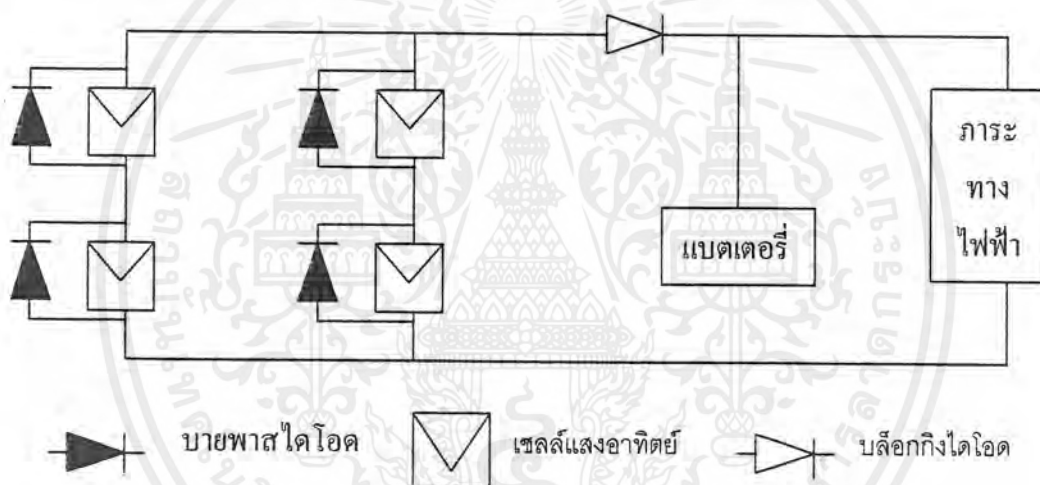 ภาระ
ทาง
ไฟฟ้า
แบตเตอรี่
บายพาสไดโอด
เซลล์แสงอาทิตย์
บล็อกกิงไดโอด